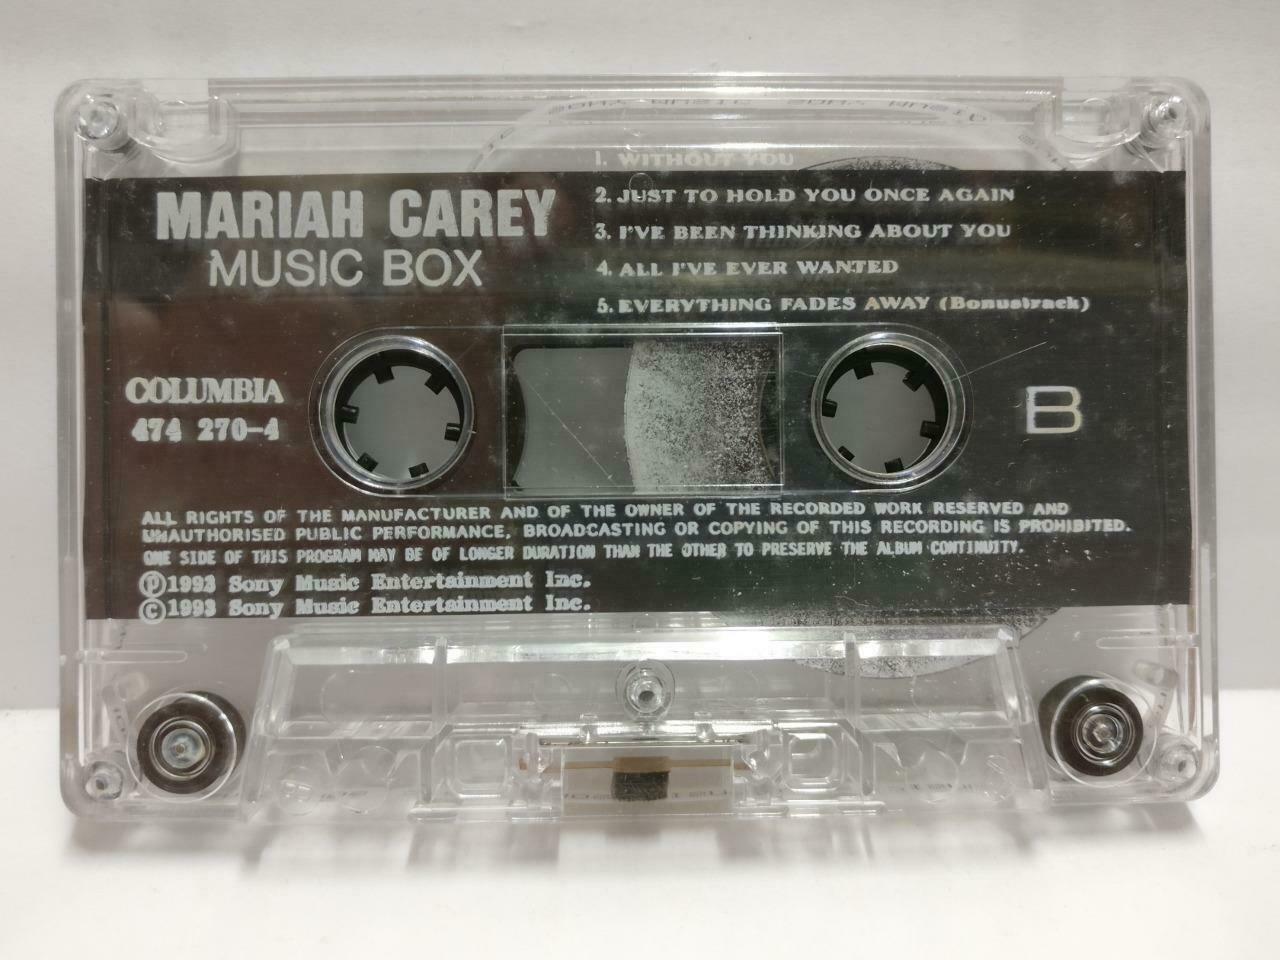 MARIAH CAREY
MUSIC BOX
1. WITHOUT YOU
2. JUST TO HOLD YOU ONCE AGAIN
3. I'VE BEEN THINKING ABOUT YOU
4. ALL I'VE EVER WANTED
5. EVERYTHING FADES AWAY (Bonustrack)
COLUMBIA
474 270-4
B
ALL RIGHTS OF THE MANUFACTURER AND OF THE OWNER OF THE RECORDED WORK RESERVED AND
UNAUTHORISED PUBLIC PERFORMANCE, BROADCASTING OR COPYING OF THIS RECORDING IS PROHIBITED.
ONE SIDE OF THIS PROGRAM MAY BE OF LONGER DURATION THAN THE OTHER TO PRESERVE THE ALBUM CONTINUITY.
Ⓟ1993 Sony Music Entertainment Inc.
©1993 Sony Music Entertainment Inc.